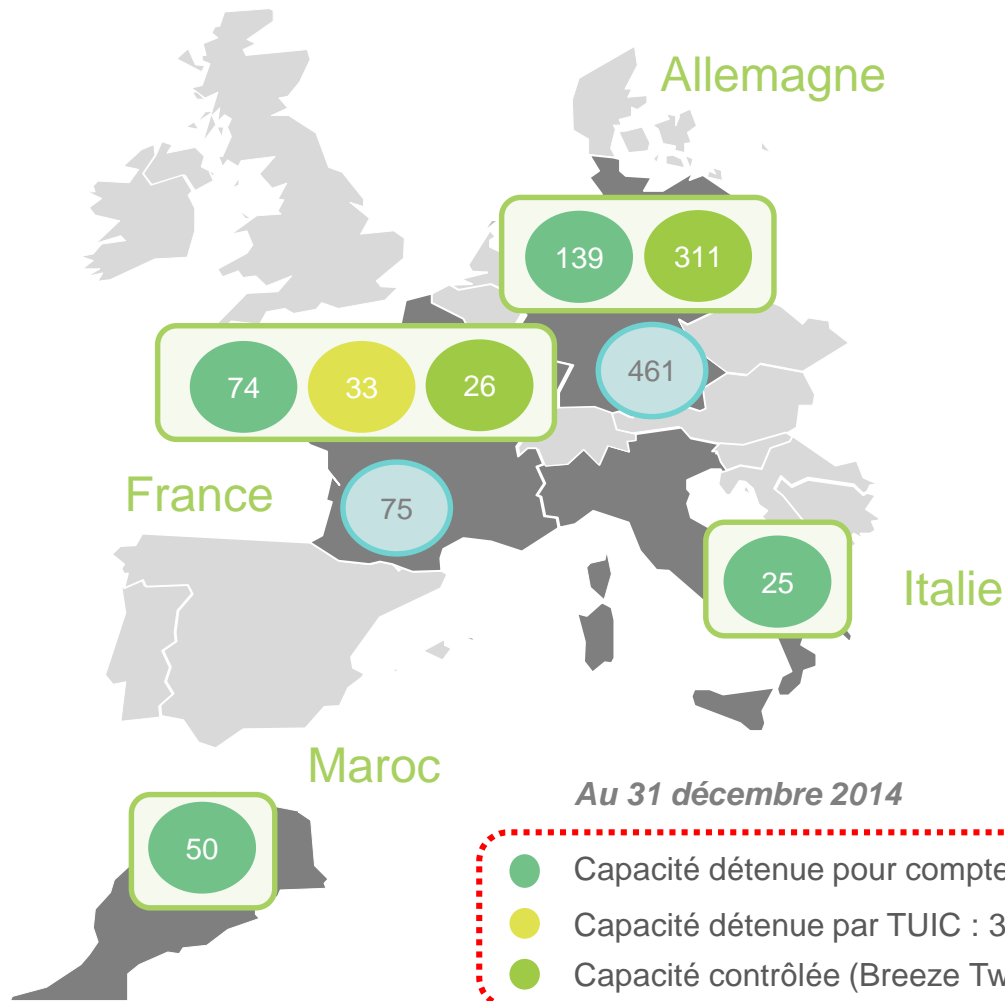 Allemagne
139 311
461
74 33 26
France
75
25
Italie
Maroc
50
Au 31 décembre 2014
Capacité détenue pour compte
Capacité détenue par TUIC : 3
Capacité contrôlée (Breeze Tw